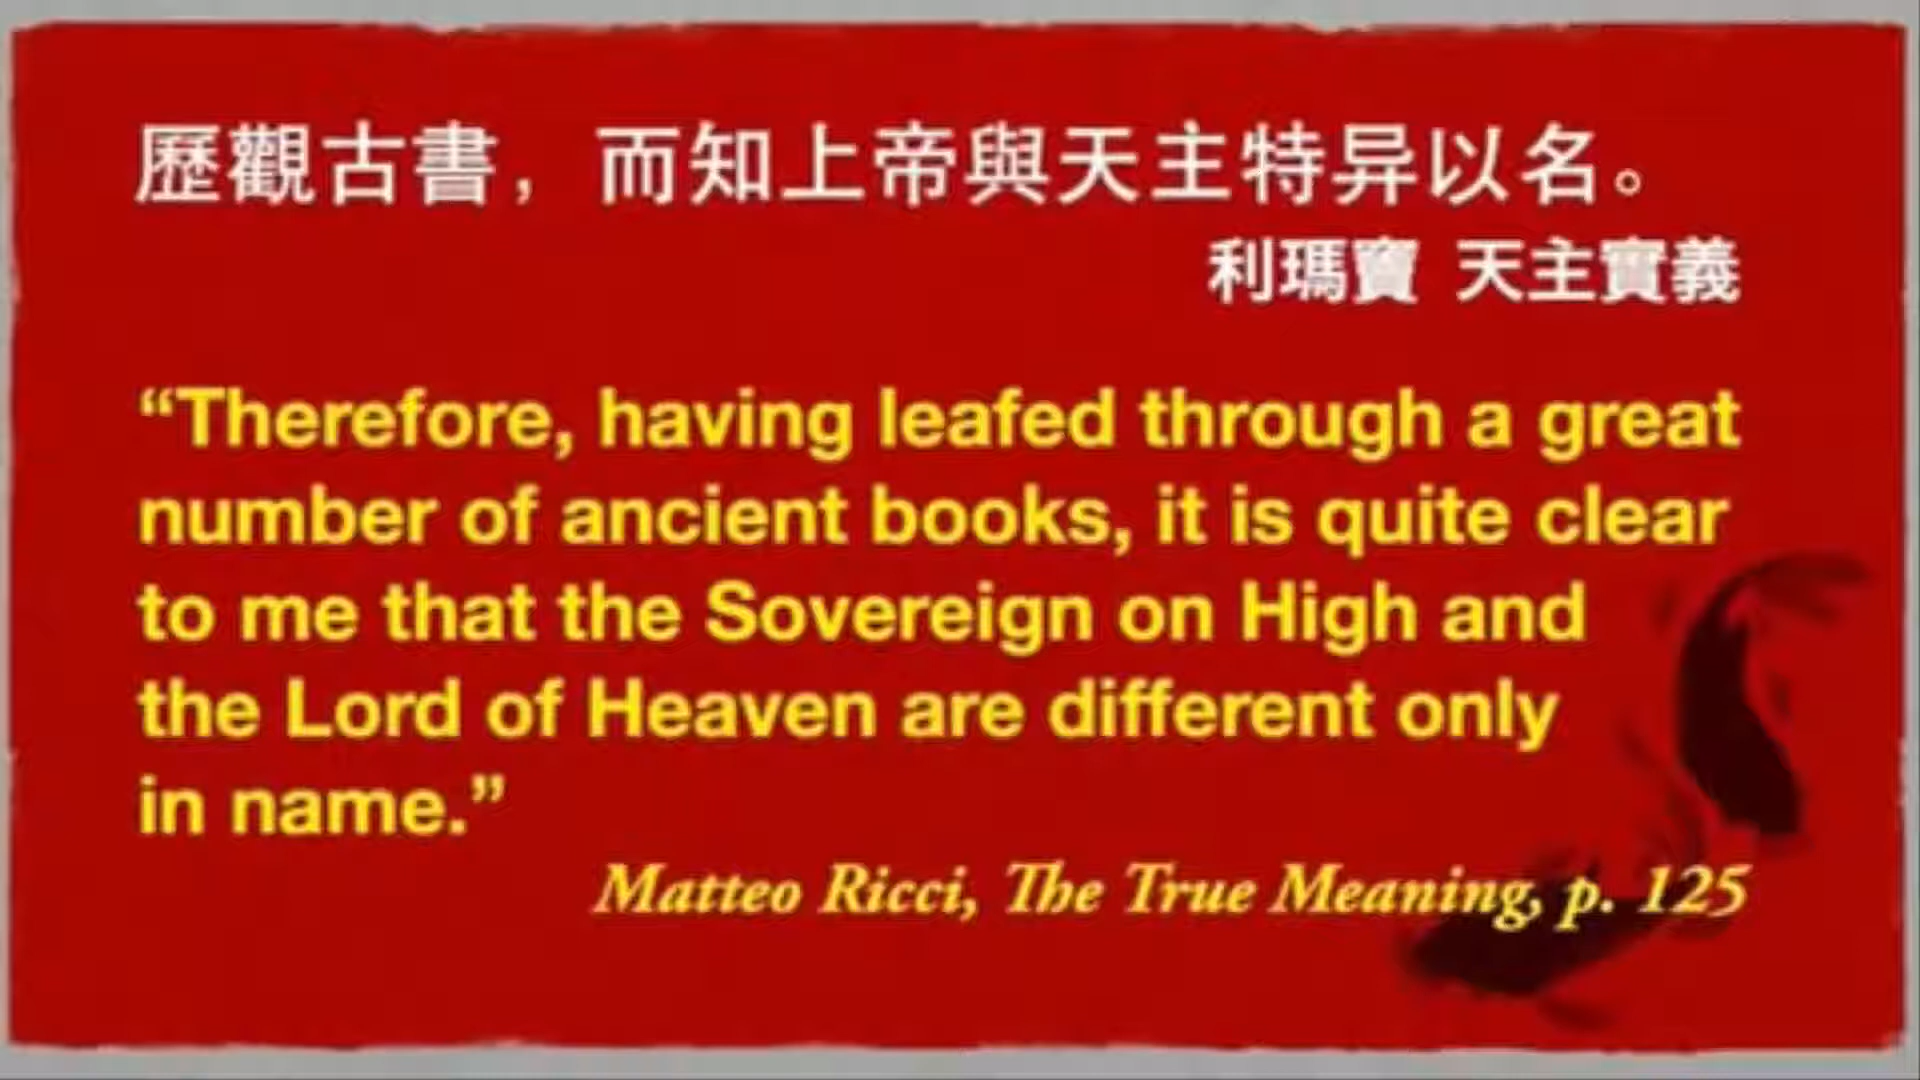 歷觀古書，而知上帝與天主特异以名。
利瑪竇 天主實義
“Therefore, having leafed through a great
number of ancient books, it is quite clear
to me that the Sovereign on High and
the Lord of Heaven are different only
in name.”
Matteo Ricci, The True Meaning, p. 125